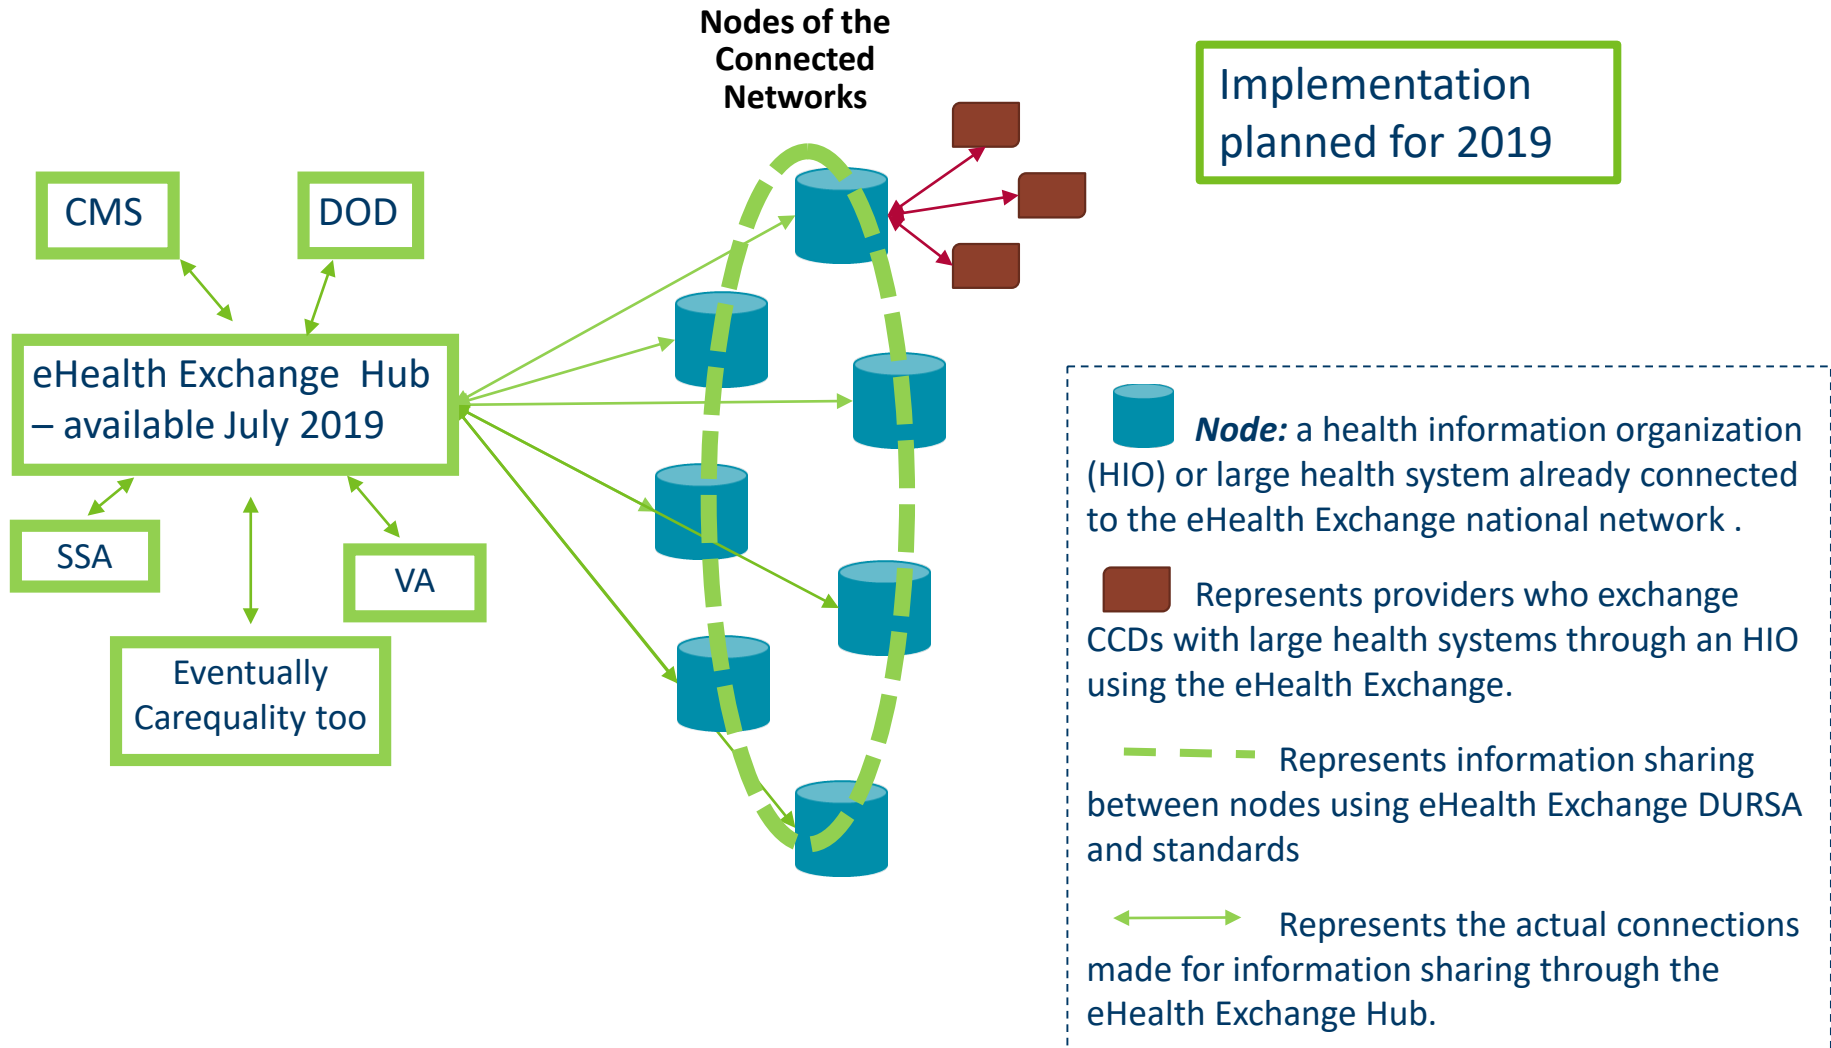 Nodes of the
Connected
Networks
Implementation
planned for 2019
CMS
DOD
eHealth Exchange Hub
– available July 2019
SSA
VA
Eventually
Carequality too
Node: a health information organization
(HIO) or large health system already connected
to the eHealth Exchange national network .
Represents providers who exchange
CCDs with large health systems through an HIO
using the eHealth Exchange.
Represents information sharing
between nodes using eHealth Exchange DURSA
and standards
Represents the actual connections
made for information sharing through the
eHealth Exchange Hub.